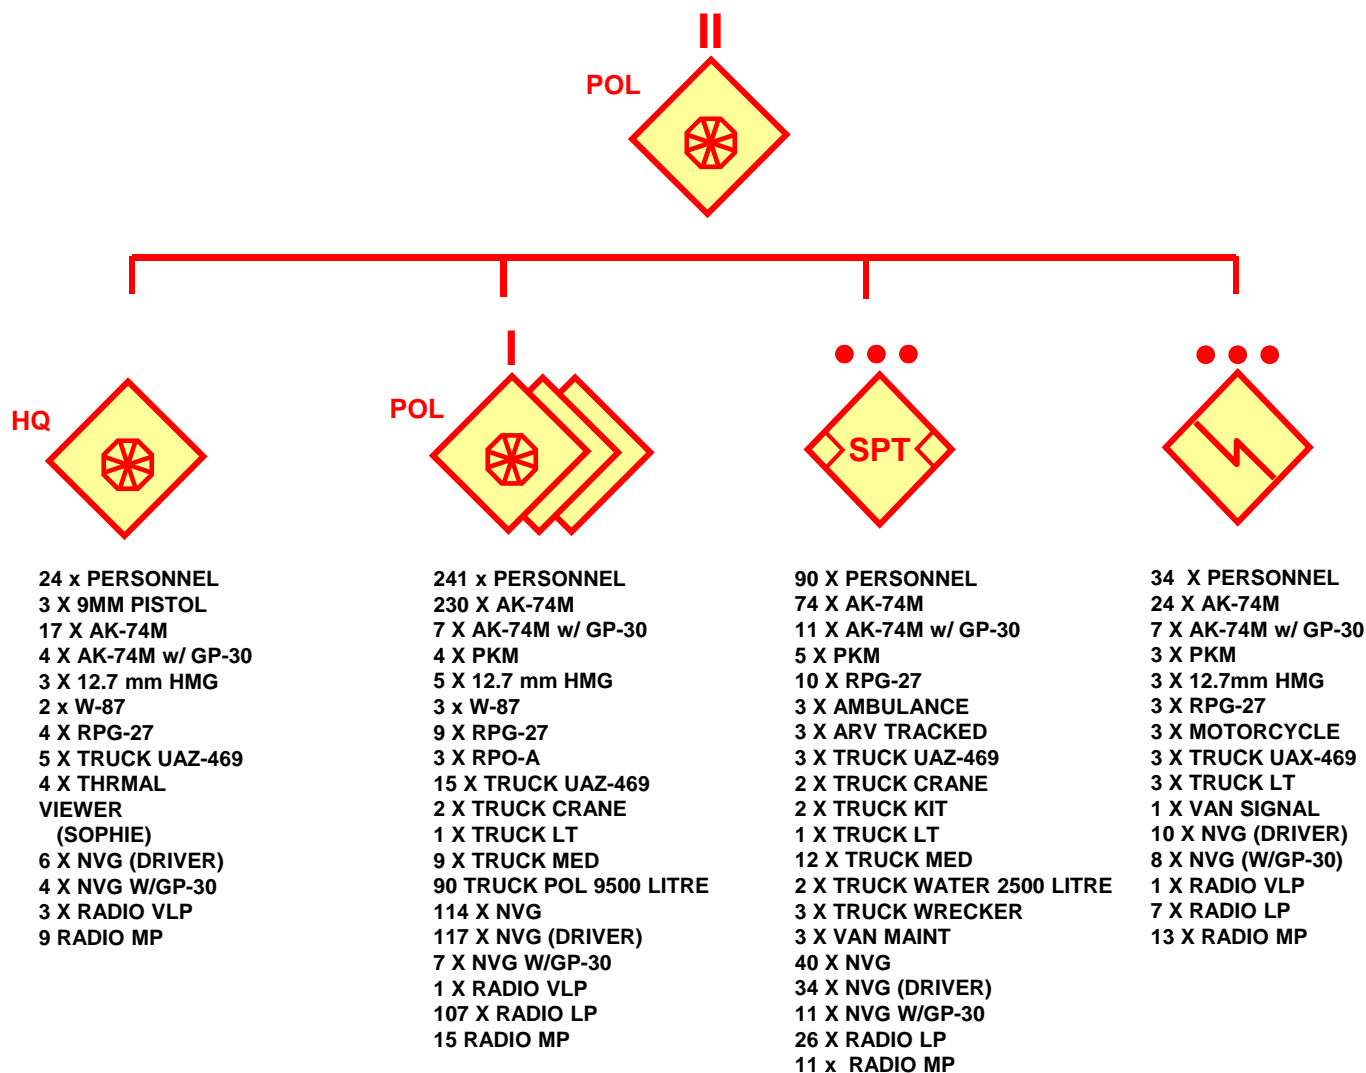 POL
HQ
24 x PERSONNEL
3 X 9MM PISTOL
17 X AK-74M
4 X AK-74M w/ GP-30
3 X 12.7 mm HMG
2 x W-87
4 X RPG-27
5 X TRUCK UAZ-469
4 X THRMAL
VIEWER
(SOPHIE)
6 X NVG (DRIVER)
4 X NVG W/GP-30
3 X RADIO VLP
9 RADIO MP
POL
241 x PERSONNEL
230 X AK-74M
7 X AK-74M w/ GP-30
4 X PKM
5 X 12.7 mm HMG
3 x W-87
9 X RPG-27
3 X RPO-A
15 X TRUCK UAZ-469
2 X TRUCK CRANE
1 X TRUCK LT
9 X TRUCK MED
90 TRUCK POL 9500 LITRE
114 X NVG
117 X NVG (DRIVER)
7 X NVG W/GP-30
1 X RADIO VLP
107 X RADIO LP
15 RADIO MP
SPT
90 X PERSONNEL
74 X AK-74M
11 X AK-74M w/ GP-30
5 X PKM
10 X RPG-27
3 X AMBULANCE
3 X ARV TRACKED
3 X TRUCK UAZ-469
2 X TRUCK CRANE
2 X TRUCK KIT
1 X TRUCK LT
12 X TRUCK MED
2 X TRUCK WATER 2500 LITRE
3 X TRUCK WRECKER
3 X VAN MAINT
40 X NVG
34 X NVG (DRIVER)
11 X NVG W/GP-30
26 X RADIO LP
11 x RADIO MP
34 X PERSONNEL
24 X AK-74M
7 X AK-74M w/ GP-30
3 X PKM
3 X 12.7mm HMG
3 X RPG-27
3 X MOTORCYCLE
3 X TRUCK UAX-469
3 X TRUCK LT
1 X VAN SIGNAL
10 X NVG (DRIVER)
8 X NVG (W/GP-30)
1 X RADIO VLP
7 X RADIO LP
13 X RADIO MP